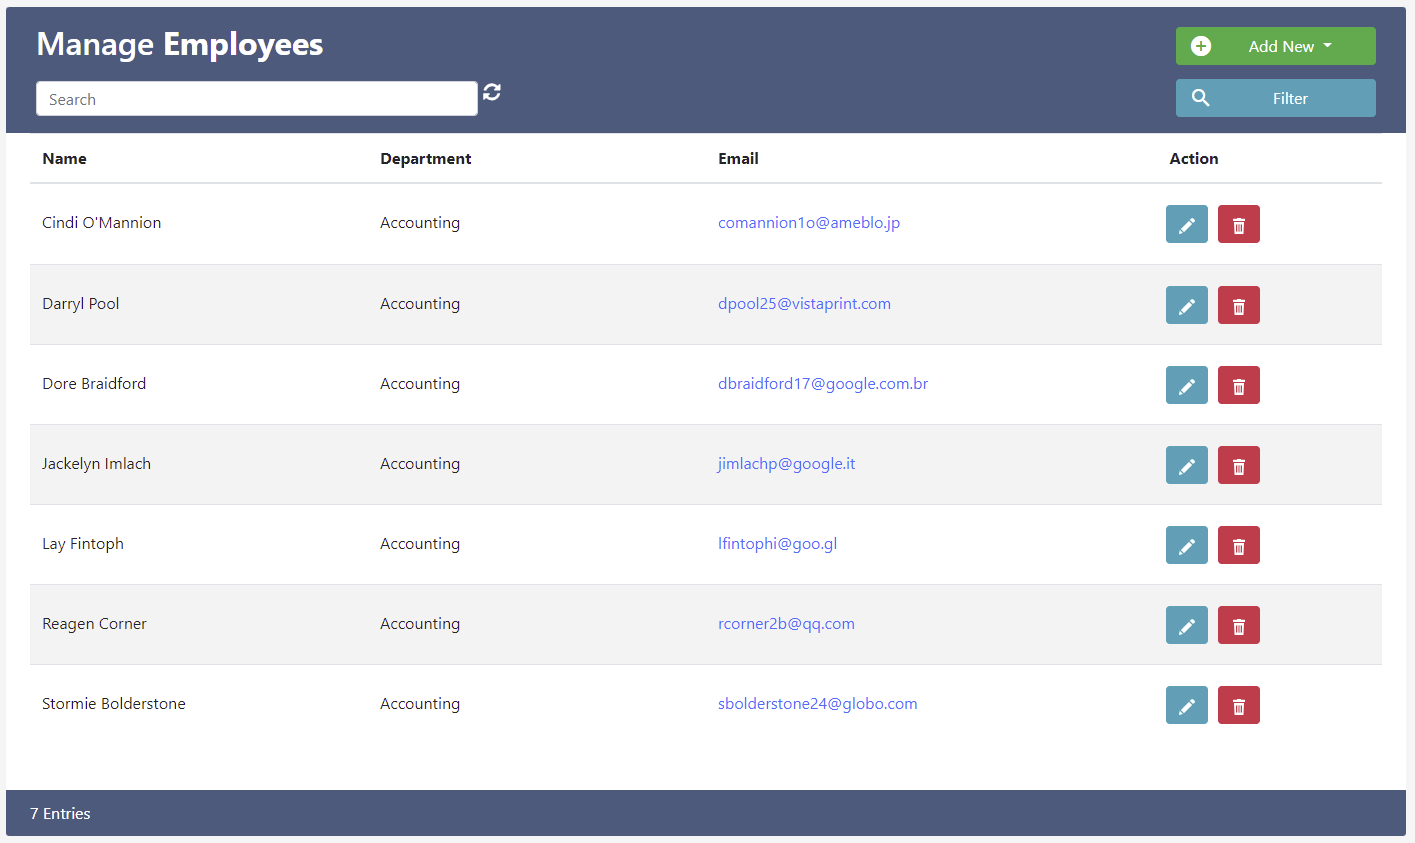 Manage Employees
Add New
Search
Filter
Name Department Email Action
Cindi O'Mannion Accounting comannion1o@ameblo.jp
Darryl Pool Accounting dpool25@vistaprint.com
Dore Braidford Accounting dbraidford17@google.com.br
Jackelyn Imlach Accounting jimlachp@google.it
Lay Fintoph Accounting lfintophi@goo.gl
Reagen Corner Accounting rcorner2b@qq.com
Stormie Bolderstone Accounting sbolderstone24@globo.com
7 Entries